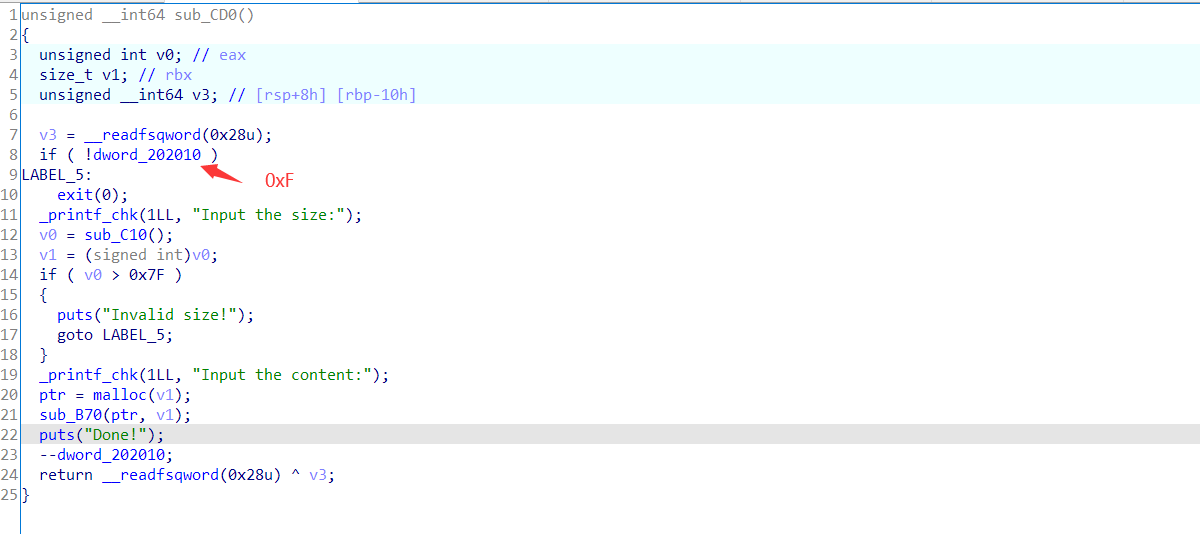 1 unsigned __int64 sub_CD0()
2 {
3   unsigned int v0; // eax
4   size_t v1; // rbx
5   unsigned __int64 v3; // [rsp+8h] [rbp-10h]
6
7   v3 = __readfsqword(0x28u);
8   if ( !dword_202010 )
9 LABEL_5:
0xF
10     exit(0);
11   _printf_chk(1LL, "Input the size:");
12   v0 = sub_C10();
13   v1 = (signed int)v0;
14   if ( v0 > 0x7F )
15   {
16     puts("Invalid size!");
17     goto LABEL_5;
18   }
19   _printf_chk(1LL, "Input the content:");
20   ptr = malloc(v1);
21   sub_B70(ptr, v1);
22   puts("Done!");
23   --dword_202010;
24   return __readfsqword(0x28u) ^ v3;
25 }